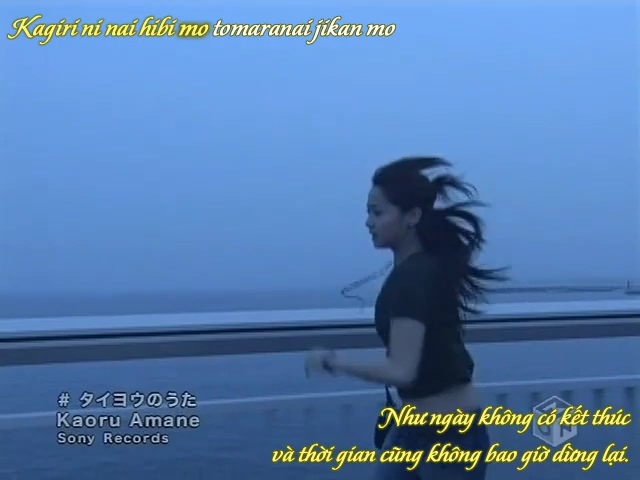 Kagiri ni nai hibi mo tomaranai jikan mo
# タイヨウのうた
Kaoru Amane
Sony Records
Như ngày không có kết thúc
và thời gian cũng không bao giờ dừng lại.